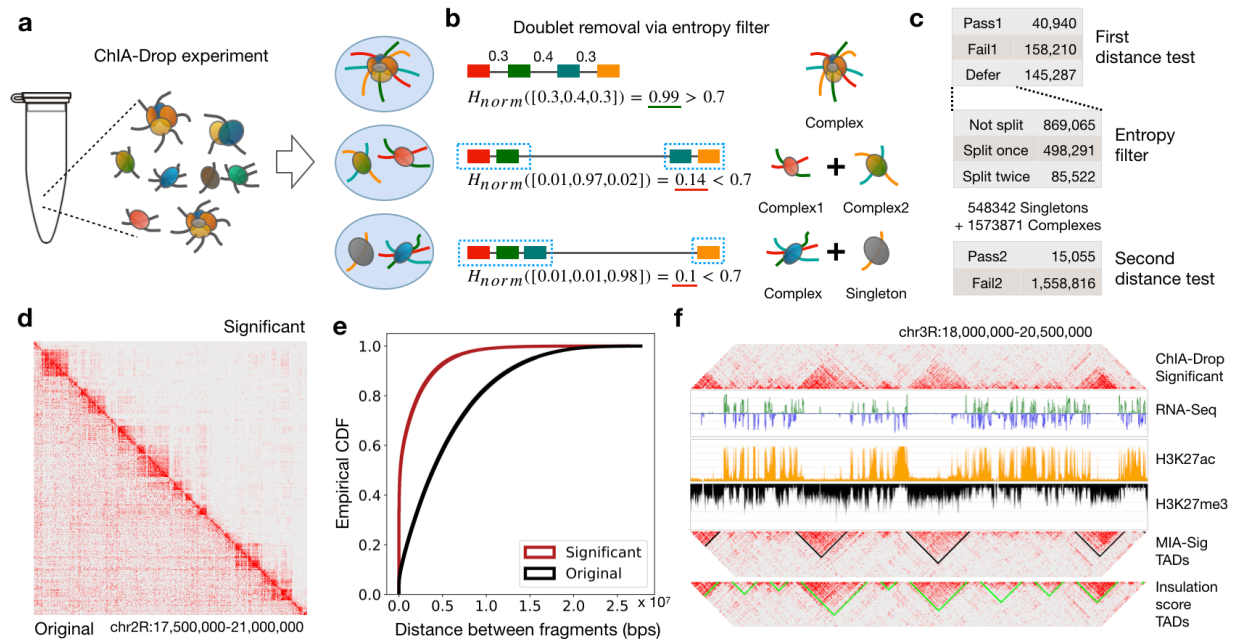 a
ChIA-Drop experiment
b
Doublet removal via entropy filter
0.3 0.4 0.3
H_norm([0.3,0.4,0.3]) = 0.99 > 0.7
Complex
H_norm([0.01,0.97,0.02]) = 0.14 < 0.7
Complex1 + Complex2
H_norm([0.01,0.01,0.98]) = 0.1 < 0.7
Complex + Singleton
c
Pass1 40,940
Fail1 158,210
Defer 145,287
First
distance test
Not split 869,065
Split once 498,291
Split twice 85,522
Entropy
filter
548342 Singletons
+ 1573871 Complexes
Pass2 15,055
Fail2 1,558,816
Second
distance test
d
Significant
Original chr2R:17,500,000-21,000,000
e
Empirical CDF
1.0
0.8
0.6
0.4
0.2
0.0
Significant
Original
0.0 0.5 1.0 1.5 2.0 2.5 × 10⁷
Distance between fragments (bps)
f
chr3R:18,000,000-20,500,000
ChIA-Drop
Significant
RNA-Seq
H3K27ac
H3K27me3
MIA-Sig
TADs
Insulation
score
TADs